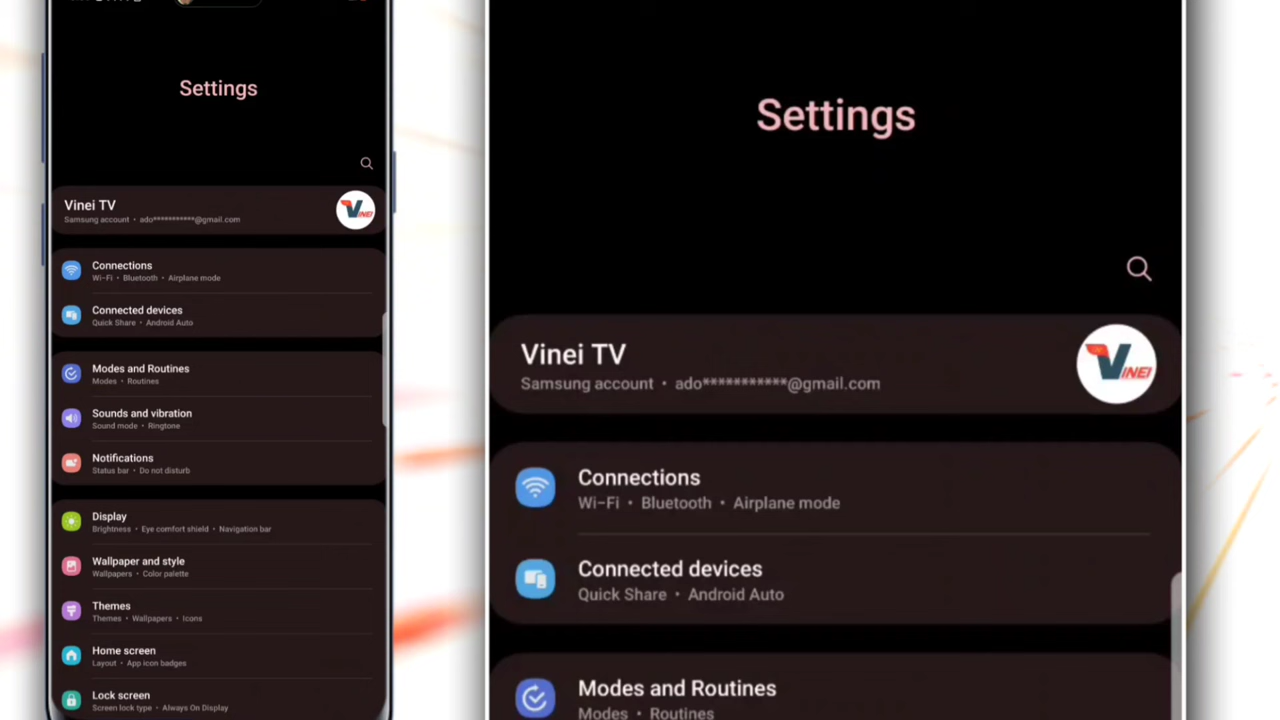 Settings
Vinei TV
Samsung account • ado***********@gmail.com
VINEI
Connections
Wi-Fi • Bluetooth • Airplane mode
Connected devices
Quick Share • Android Auto
Modes and Routines
Modes • Routines
Sounds and vibration
Sound mode • Ringtone
Notifications
Status bar • Do not disturb
Display
Brightness • Eye comfort shield • Navigation bar
Wallpaper and style
Wallpapers • Color palette
Themes
Themes • Wallpapers • Icons
Home screen
Layout • App icon badges
Lock screen
Screen lock type • Always On Display
Settings
Vinei TV
Samsung account • ado***********@gmail.com
VINEI
Connections
Wi-Fi • Bluetooth • Airplane mode
Connected devices
Quick Share • Android Auto
Modes and Routines
Modes • Routines